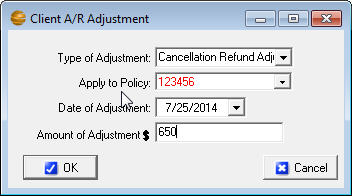 Client A/R Adjustment
Type of Adjustment: Cancellation Refund Adju
Apply to Policy: 123456
Date of Adjustment: 7/25/2014
Amount of Adjustment $ 650
OK Cancel